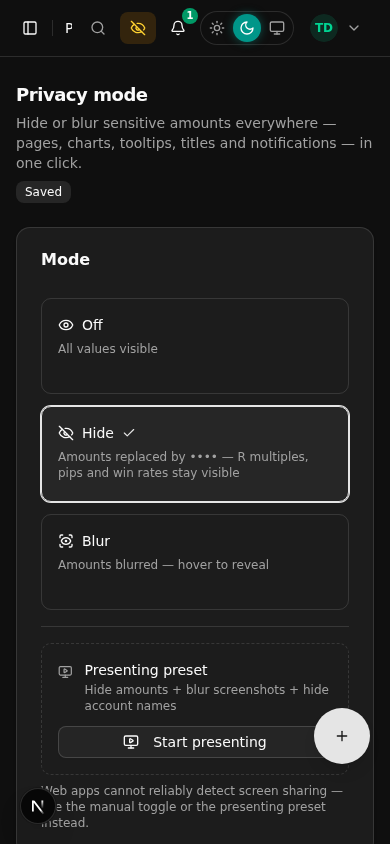 P
1
TD
Privacy mode
Hide or blur sensitive amounts everywhere —
pages, charts, tooltips, titles and notifications — in
one click.
Saved
Mode
Off
All values visible
Hide
Amounts replaced by •••• — R multiples,
pips and win rates stay visible
Blur
Amounts blurred — hover to reveal
Presenting preset
Hide amounts + blur screenshots + hide
account names
Start presenting
+
Web apps cannot reliably detect screen sharing —
the manual toggle or the presenting preset
instead.
N